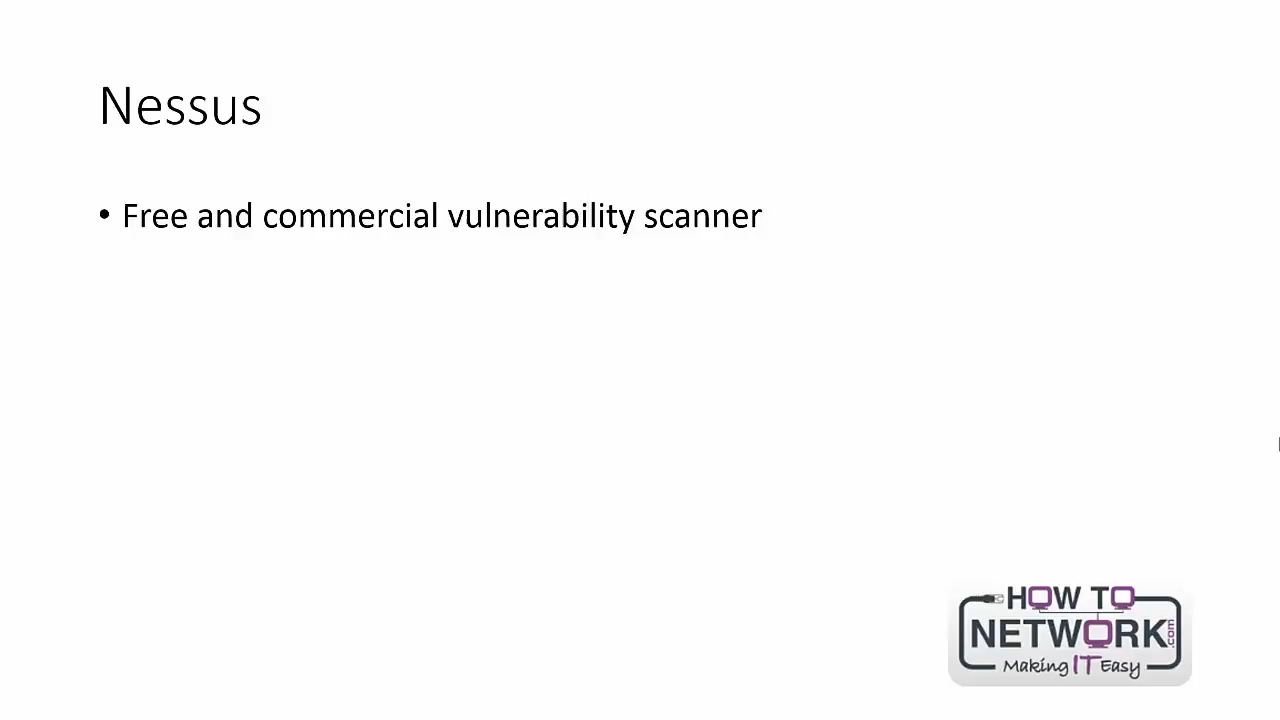 Nessus
• Free and commercial vulnerability scanner
HOW TO
NETWORK.com
Making IT Easy